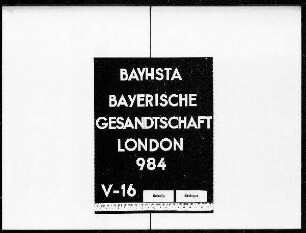 BAYHSTA
BAYERISCHE
GESANDTSCHAFT
LONDON
984
V-16